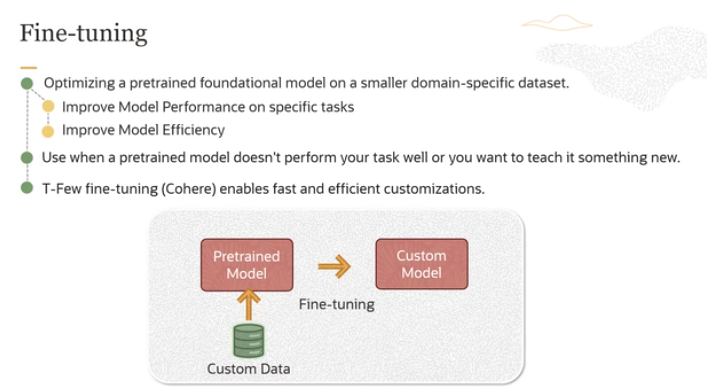 Fine-tuning
Optimizing a pretrained foundational model on a smaller domain-specific dataset.
Improve Model Performance on specific tasks
Improve Model Efficiency
Use when a pretrained model doesn't perform your task well or you want to teach it something new.
T-Few fine-tuning (Cohere) enables fast and efficient customizations.
Pretrained
Model
Custom
Model
Fine-tuning
Custom Data